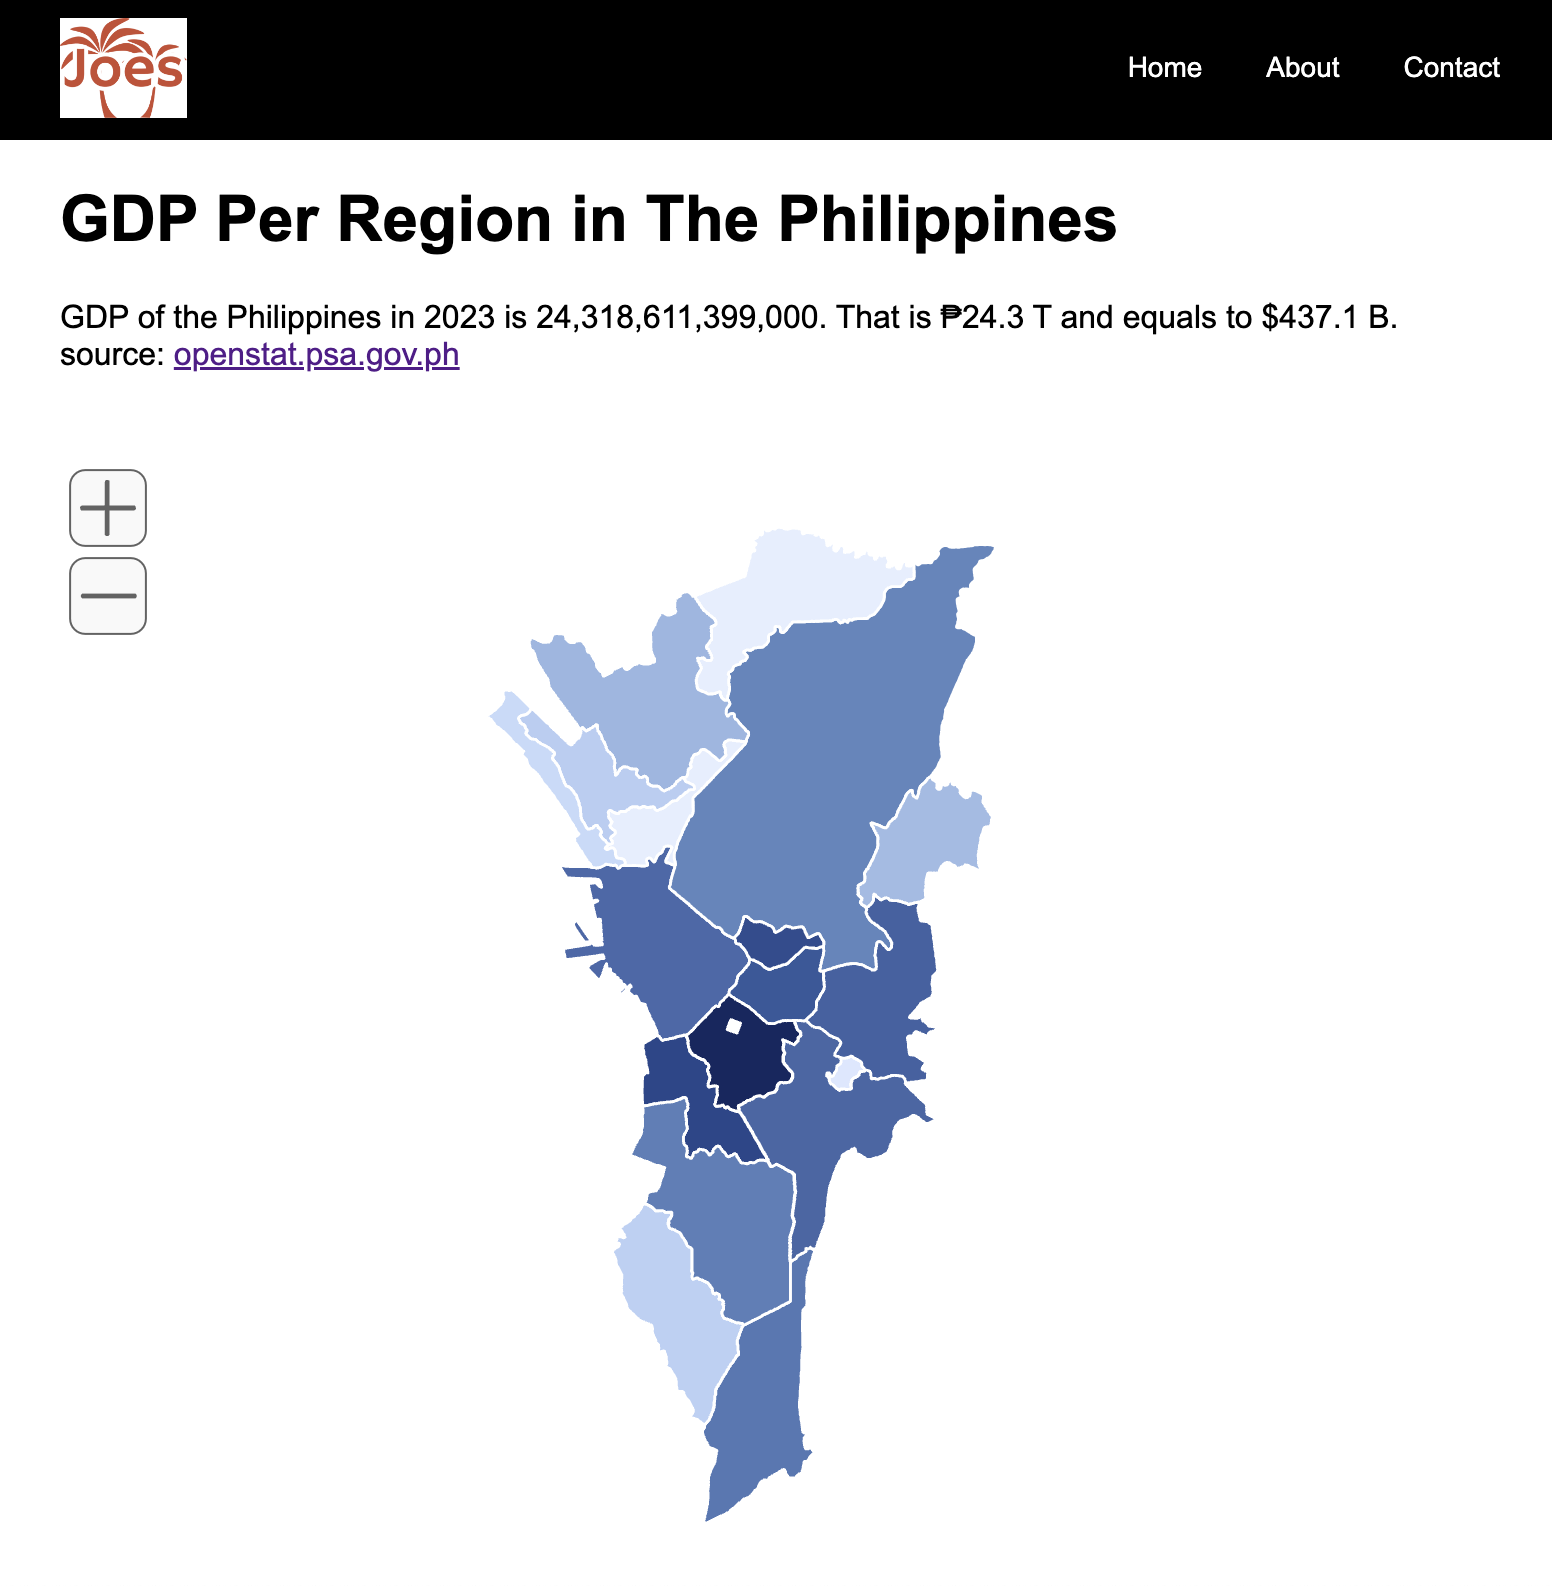 Joes
Home About Contact
GDP Per Region in The Philippines
GDP of the Philippines in 2023 is 24,318,611,399,000. That is ₱24.3 T and equals to $437.1 B.
source: openstat.psa.gov.ph